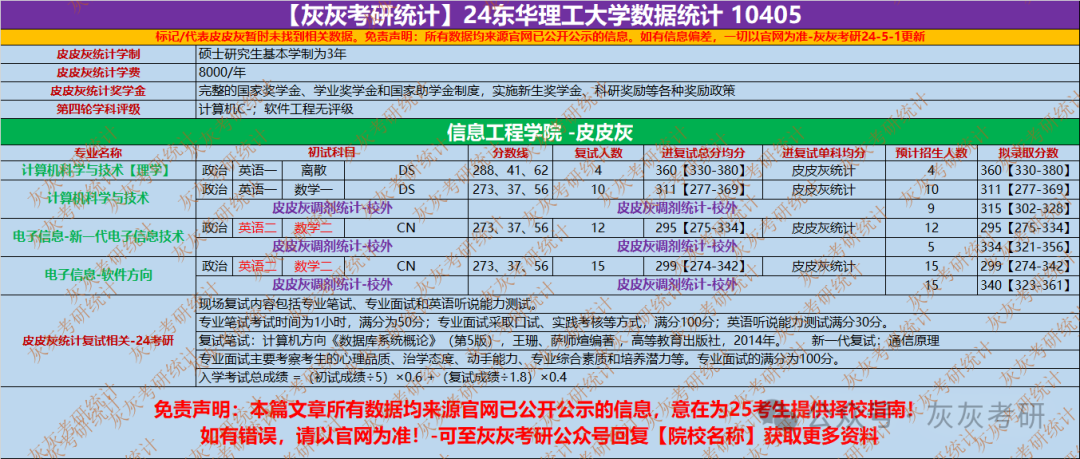 【灰灰考研统计】24东华理工大学数据统计 10405
标记/代表皮皮灰暂时未找到相关数据。免责声明：所有数据均来源官网已公开公示的信息。如有信息偏差，一切以官网为准-灰灰考研24-5-1更新
皮皮灰统计学制 硕士研究生基本学制为3年
皮皮灰统计学费 8000/年
皮皮灰统计奖学金 完整的国家奖学金、学业奖学金和国家助学金制度，实施新生奖学金、科研奖励等各种奖励政策
第四轮学科评级 计算机C-；软件工程无评级
信息工程学院 -皮皮灰
专业名称 初试科目 分数线 复试人数 进复试总分均分 进复试单科均分 预计招生人数 拟录取分数
计算机科学与技术【理学】 政治 英语一 离散 DS 288、41、62 4 360【330-380】 皮皮灰统计 4 360【330-380】
计算机科学与技术 政治 英语一 数学一 DS 273、37、56 10 311【277-369】 皮皮灰统计 10 311【277-369】
皮皮灰调剂统计-校外 皮皮灰调剂统计-校外 9 315【302-328】
电子信息-新一代电子信息技术 政治 英语二 数学二 CN 273、37、56 12 295【275-334】 皮皮灰统计 12 295【275-334】
皮皮灰调剂统计-校外 皮皮灰调剂统计-校外 5 334【321-356】
电子信息-软件方向 政治 英语二 数学二 CN 273、37、56 15 299【274-342】 皮皮灰统计 15 299【274-342】
皮皮灰调剂统计-校外 皮皮灰调剂统计-校外 15 340【323-361】
皮皮灰统计复试相关-24考研
现场复试内容包括专业笔试、专业面试和英语听说能力测试。
专业笔试考试时间为1小时，满分为50分；专业面试采取口试、实践考核等方式，满分100分；英语听说能力测试满分30分。
复试笔试：计算机方向《数据库系统概论》（第5版），王珊、萨师煊编著 ，高等教育出版社，2014年。 新一代复试：通信原理
专业面试主要考察考生的心理品质、治学态度、动手能力、专业综合素质和培养潜力等。专业面试的满分为100分。
入学考试总成绩 =（初试成绩÷5）×0.6 +（复试成绩÷1.8）×0.4
免责声明：本篇文章所有数据均来源官网已公开公示的信息，意在为25考生提供择校指南！
如有错误，请以官网为准！-可至灰灰考研公众号回复【院校名称】获取更多资料
公众号 灰灰考研
灰灰考研统计